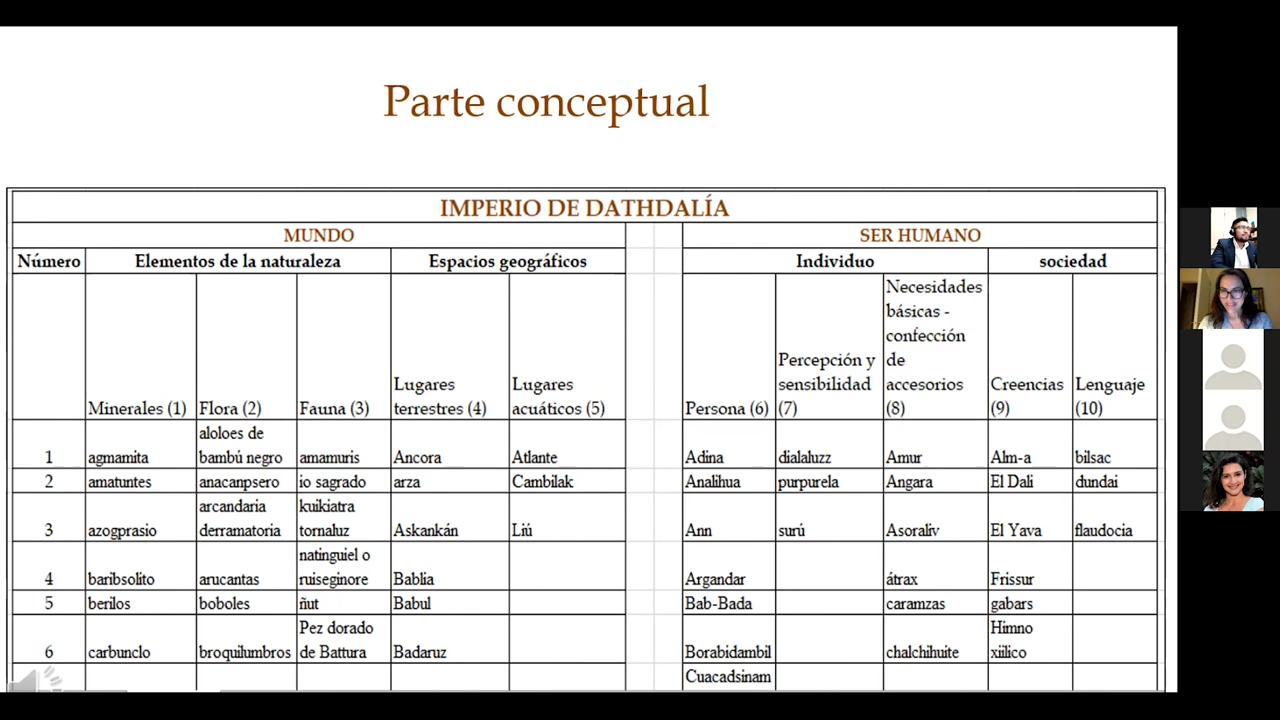 Parte conceptual
IMPERIO DE DATHDALÍA
MUNDO SER HUMANO
Número Elementos de la naturaleza Espacios geográficos Individuo sociedad
Minerales (1) Flora (2) Fauna (3) Lugares terrestres (4) Lugares acuáticos (5) Persona (6) Percepción y sensibilidad (7) Necesidades básicas - confección de accesorios (8) Creencias (9) Lenguaje (10)
1 agmamita aloloes de bambú negro amamuris Ancora Atlante Adina dialaluzz Amur Alm-a bilsac
2 amatuntes anacanpsero io sagrado arza Cambilak Analihua purpurela Angara El Dali dundai
3 azogprasio arcandaria derramatoria kuikiatra tornaluz Askankán Liú Ann surú Asoraliv El Yava flaudocia
4 baribsolito arucantas natinguiel o ruiseginore Bablia Argandar átrax Frissur
5 berilos boboles ñut Babul Bab-Bada caramzas gabars
6 carbunclo broquilumbros Pez dorado de Battura Badaruz Borabidambil chalchihuite Himno xiilico
Cuacadsinam